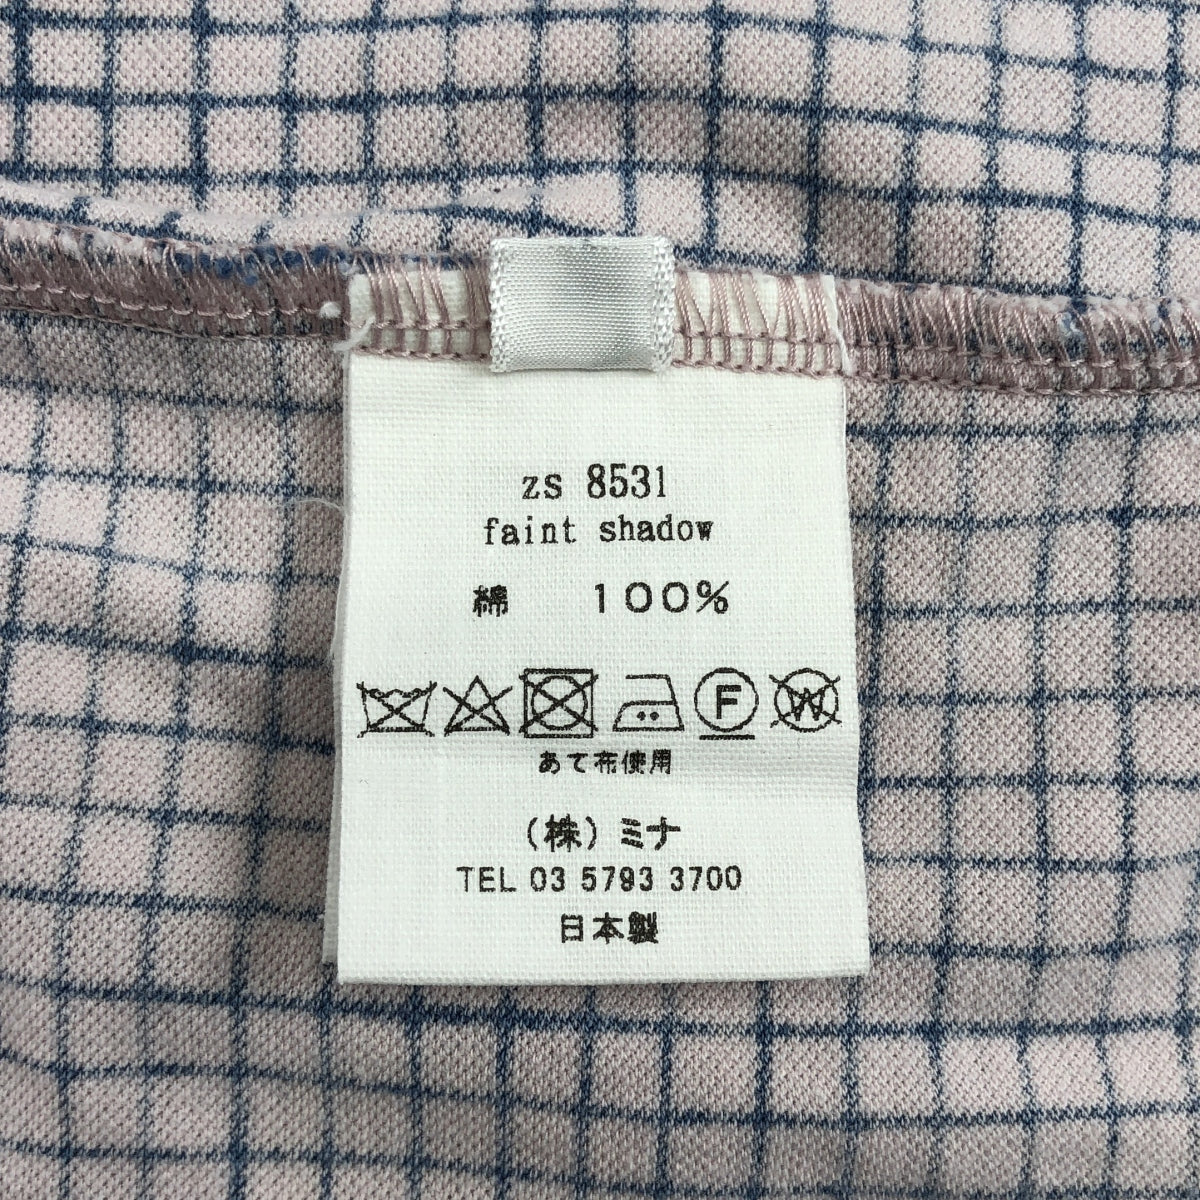 zs 8531
faint shadow
綿 100%
F W
あて布使用
(株)ミナ
TEL 03 5793 3700
日本製